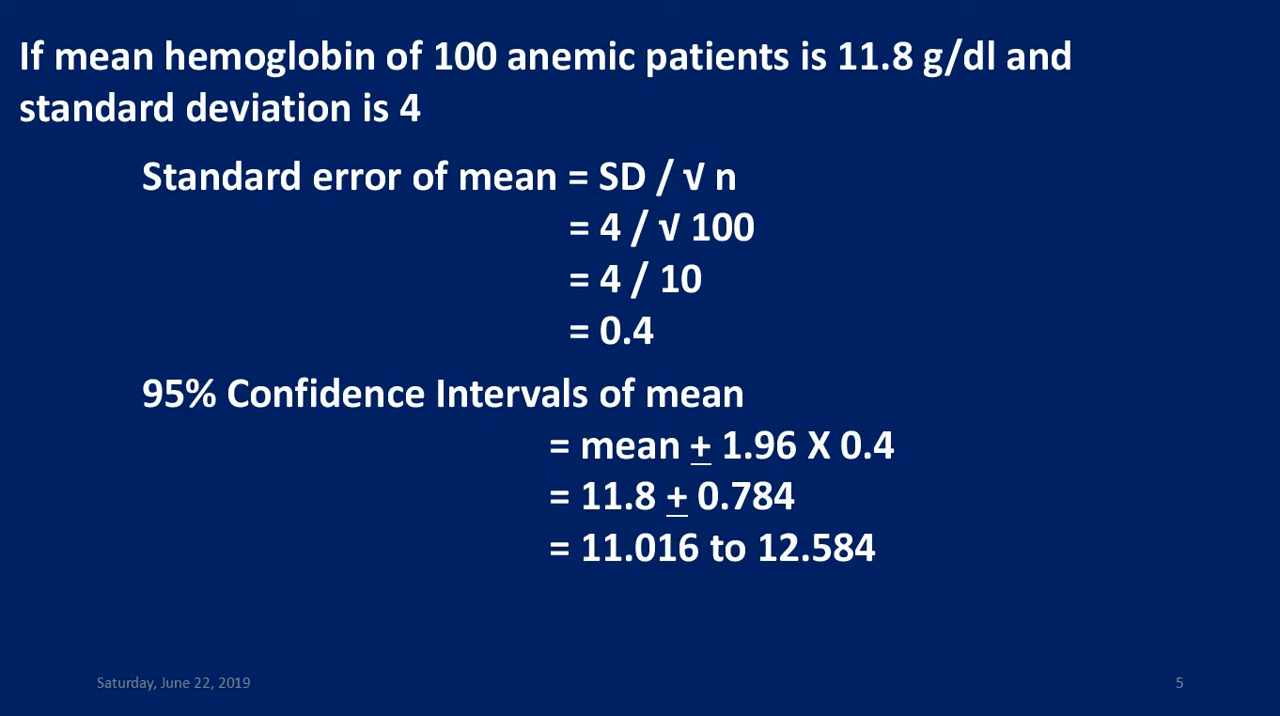 If mean hemoglobin of 100 anemic patients is 11.8 g/dl and
standard deviation is 4
Standard error of mean = SD / √ n
= 4 / √ 100
= 4 / 10
= 0.4
95% Confidence Intervals of mean
= mean ± 1.96 X 0.4
= 11.8 ± 0.784
= 11.016 to 12.584
Saturday, June 22, 2019
5